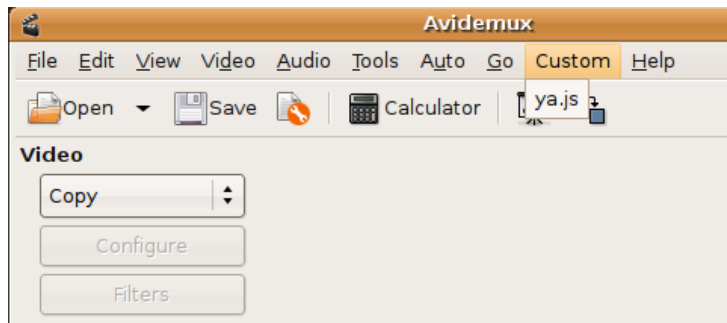 Avidemux
File Edit View Video Audio Tools Auto Go Custom Help
Open Save Calculator ya.js
Video
Copy
Configure
Filters